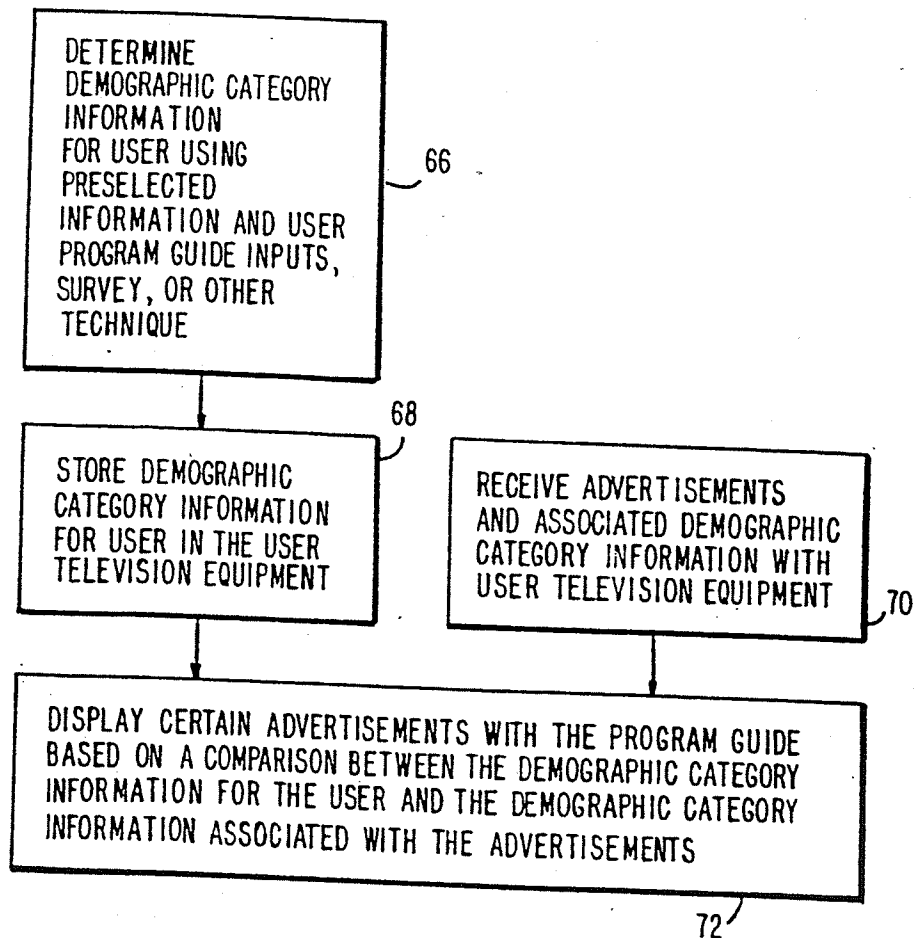 DETERMINE
DEMOGRAPHIC CATEGORY
INFORMATION
FOR USER USING
PRESELECTED
INFORMATION AND USER
PROGRAM GUIDE INPUTS,
SURVEY, OR OTHER
TECHNIQUE
66
STORE DEMOGRAPHIC
CATEGORY INFORMATION
FOR USER IN THE USER
TELEVISION EQUIPMENT
68
RECEIVE ADVERTISEMENTS
AND ASSOCIATED DEMOGRAPHIC
CATEGORY INFORMATION WITH
USER TELEVISION EQUIPMENT
70
DISPLAY CERTAIN ADVERTISEMENTS WITH THE PROGRAM GUIDE
BASED ON A COMPARISON BETWEEN THE DEMOGRAPHIC CATEGORY
INFORMATION FOR THE USER AND THE DEMOGRAPHIC CATEGORY
INFORMATION ASSOCIATED WITH THE ADVERTISEMENTS
72